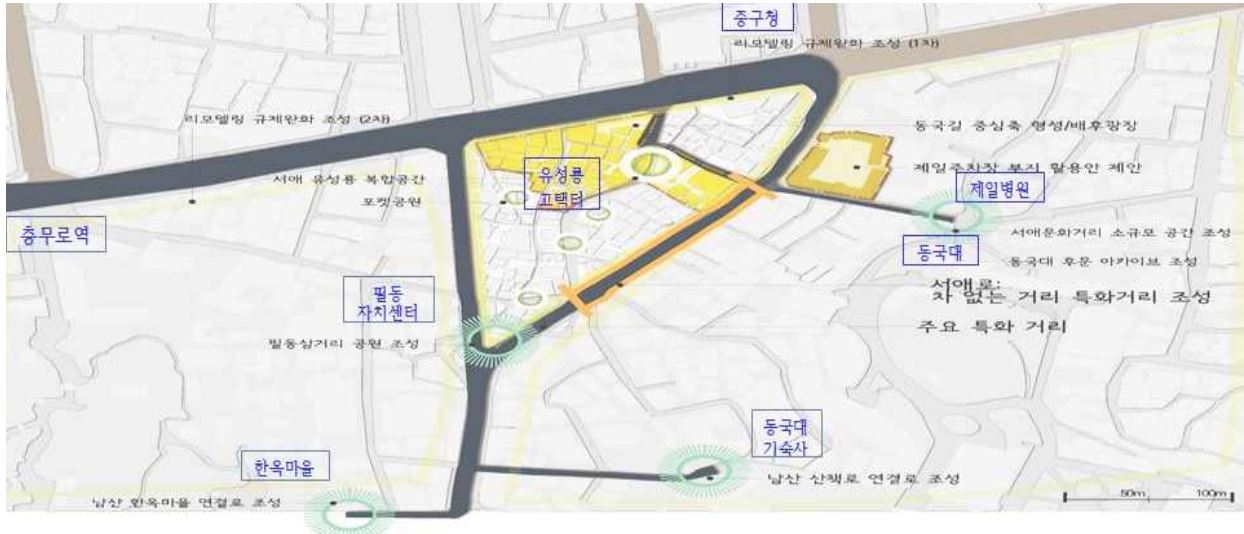 중구청
리모델링 규제완화 조성 (1차)
리모델링 규제완화 조성 (2차)
동국길 중심축 형성/배후광장
서애 유성룡 복합공간
유성룡
고택터
제일주차장 부지 활용안 제안
포켓공원
제일병원
충무로역
서애문화거리 소규모 공간 조성
동국대
동국대 후문 아카이브 조성
서애로:
차 없는 거리 특화거리 조성
필동
자치센터
주요 특화 거리
필동삼거리 공원 조성
동국대
기숙사
한옥마을
남산 산책로 연결로 조성
남산 한옥마을 연결로 조성
50m
100m